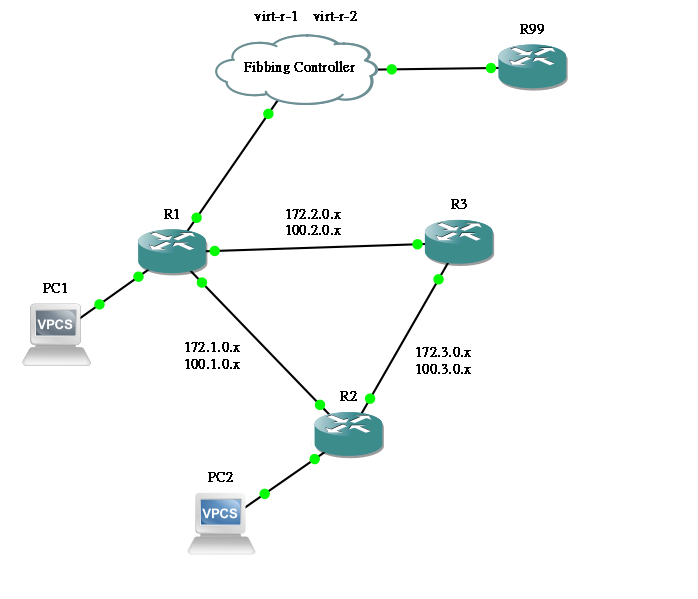 virt-r-1 virt-r-2
R99
Fibbing Controller
R1
R3
172.2.0.x
100.2.0.x
PC1
VPCS
172.1.0.x
100.1.0.x
172.3.0.x
100.3.0.x
R2
PC2
VPCS